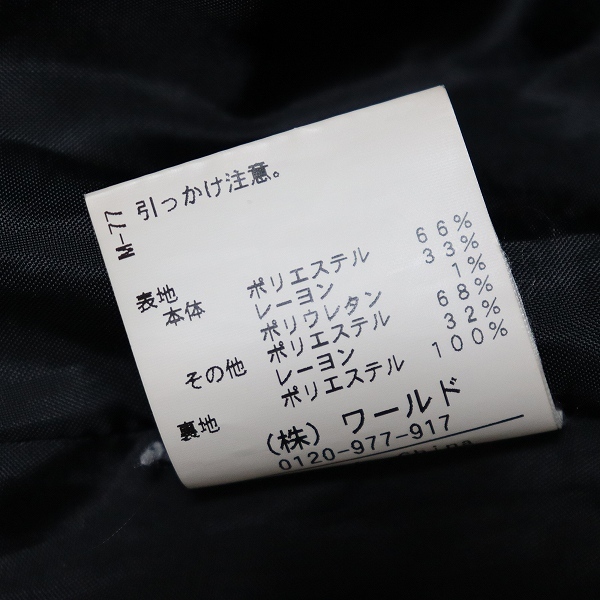 M-77
引っかけ注意。
表地
本体 ポリエステル 66%
レーヨン 33%
ポリウレタン 1%
その他 ポリエステル 68%
レーヨン 32%
裏地 ポリエステル 100%
(株) ワールド
0120-977-917